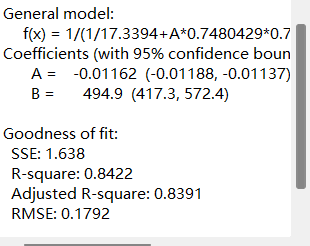 General model:
f(x) = 1/(1/17.3394+A*0.7480429*0.7
Coefficients (with 95% confidence boun
A = -0.01162 (-0.01188, -0.01137)
B = 494.9 (417.3, 572.4)
Goodness of fit:
SSE: 1.638
R-square: 0.8422
Adjusted R-square: 0.8391
RMSE: 0.1792